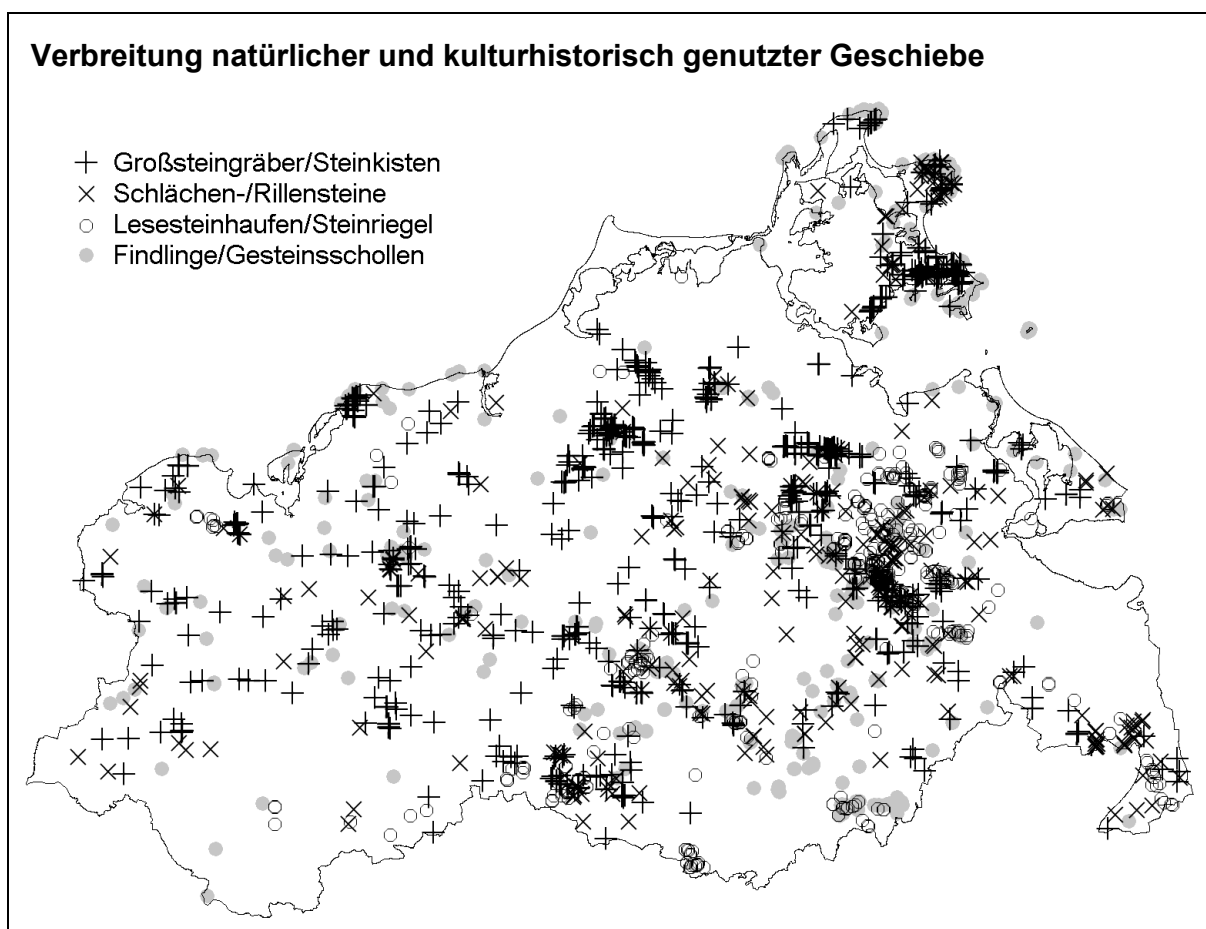 Verbreitung natürlicher und kulturhistorisch genutzter Geschiebe
Großsteingräber/Steinkisten
Schlächen-/Rillensteine
Lesesteinhaufen/Steinriegel
Findlinge/Gesteinsschollen